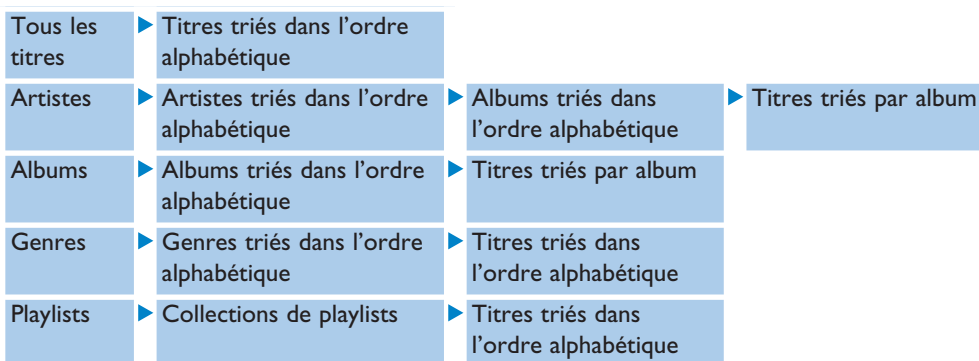 Tous les
titres
Titres triés dans l'ordre
alphabétique
Artistes
Artistes triés dans l'ordre
alphabétique
Albums triés dans
l'ordre alphabétique
Titres triés par album
Albums
Albums triés dans l'ordre
alphabétique
Titres triés par album
Genres
Genres triés dans l'ordre
alphabétique
Titres triés dans
l'ordre alphabétique
Playlists
Collections de playlists
Titres triés dans
l'ordre alphabétique